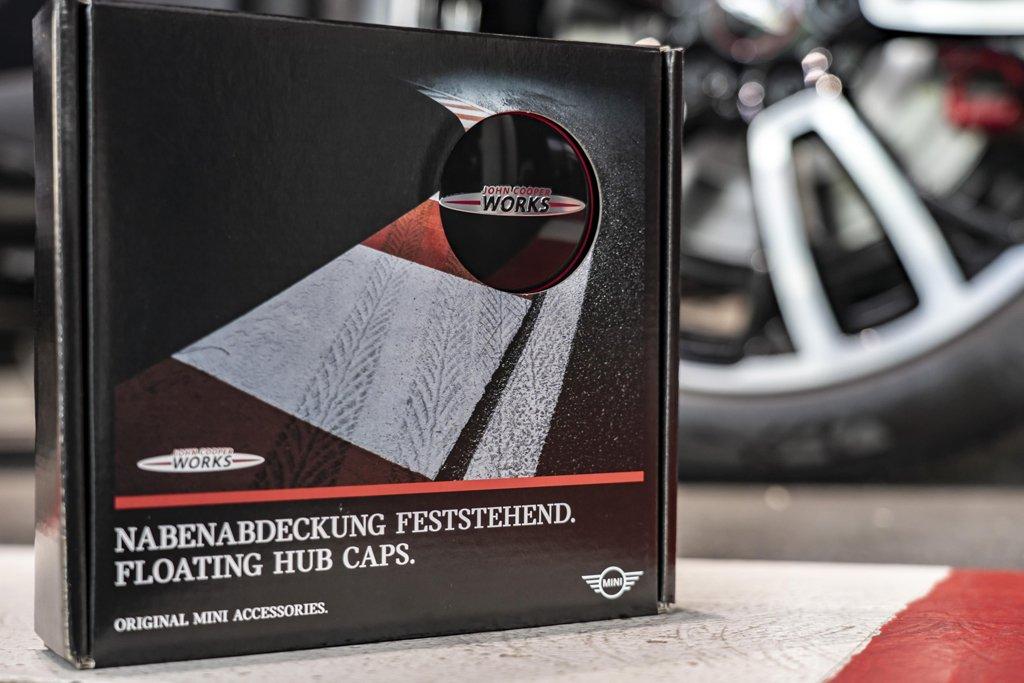 JOHN COOPER
WORKS
JOHN COOPER
WORKS
NABENABDECKUNG FESTSTEHEND.
FLOATING HUB CAPS.
MINI
ORIGINAL MINI ACCESSORIES.